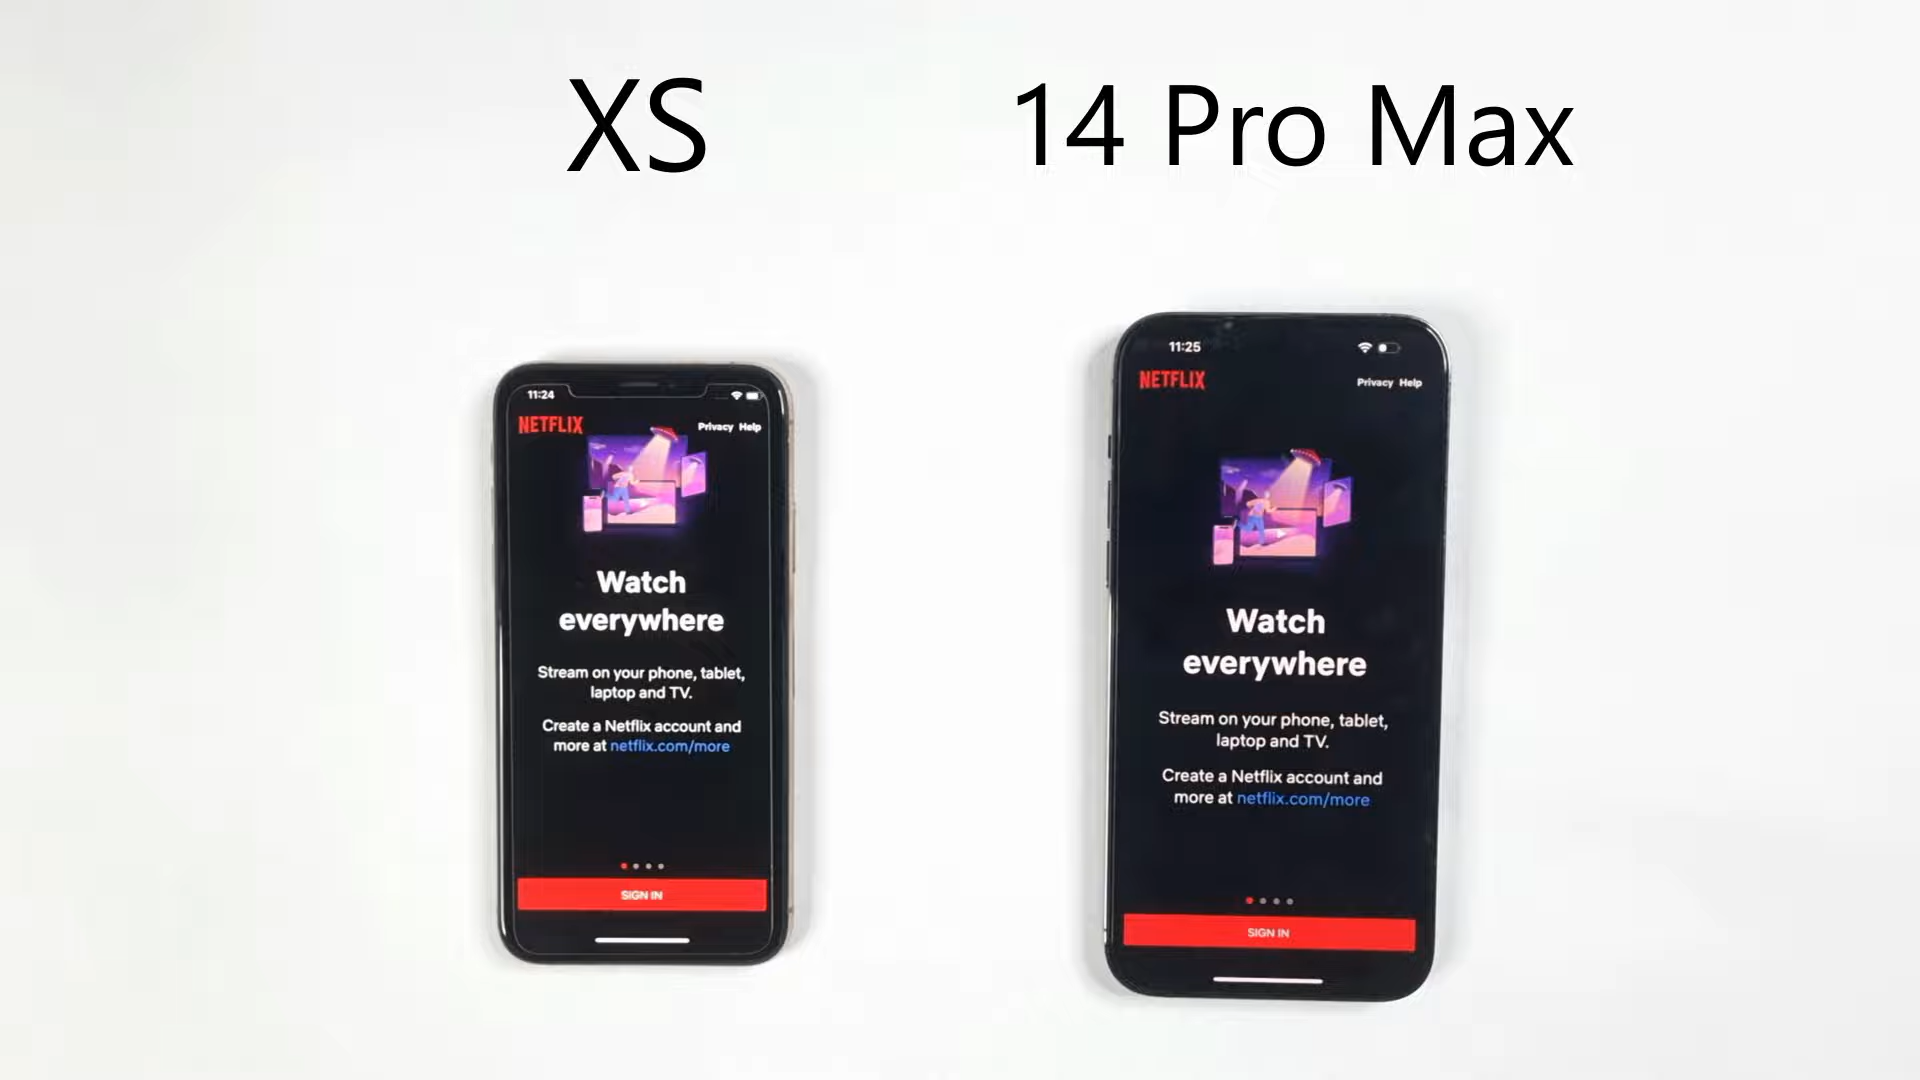 XS
14 Pro Max
11:24
NETFLIX
Privacy Help
Watch
everywhere
Stream on your phone, tablet,
laptop and TV.
Create a Netflix account and
more at netflix.com/more
SIGN IN
11:25
NETFLIX
Privacy Help
Watch
everywhere
Stream on your phone, tablet,
laptop and TV.
Create a Netflix account and
more at netflix.com/more
SIGN IN